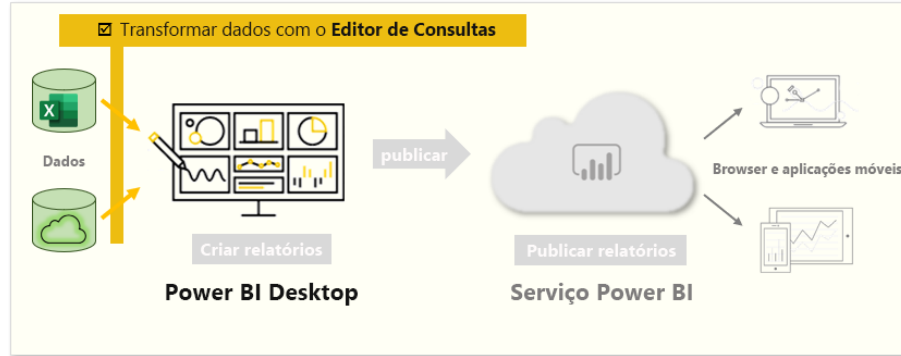 ☑ Transformar dados com o Editor de Consultas
X
Dados
publicar
Browser e aplicações móveis
Criar relatórios
Publicar relatórios
Power BI Desktop
Serviço Power BI